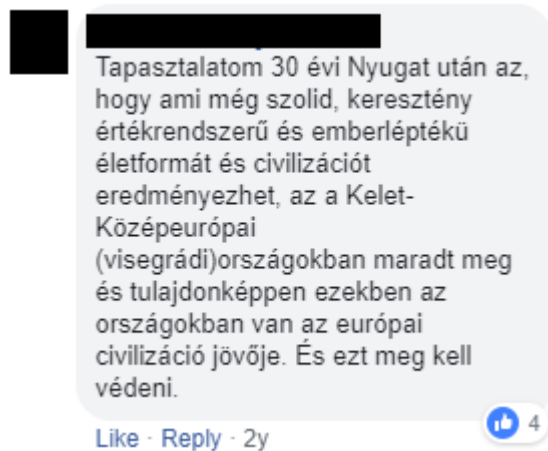 Tapasztalatom 30 évi Nyugat után az,
hogy ami még szolid, keresztény
értékrendszerű és emberléptékü
életformát és civilizációt
eredményezhet, az a Kelet-
Középeurópai
(visegrádi)országokban maradt meg
és tulajdonképpen ezekben az
országokban van az európai
civilizáció jövője. És ezt meg kell
védeni.
4
Like · Reply · 2y